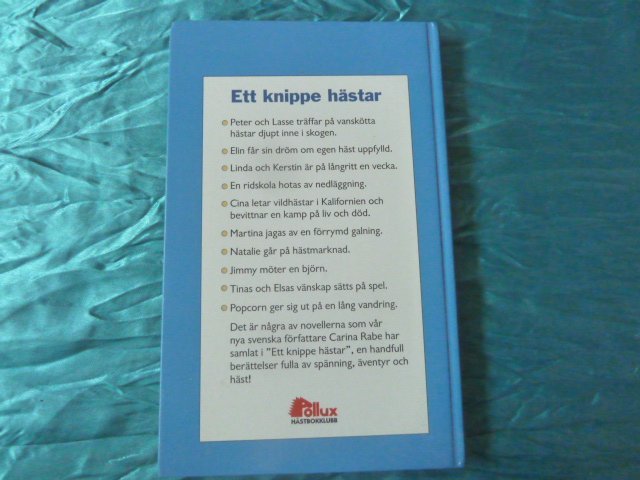 Ett knippe hästar
Peter och Lasse träffar på vanskötta
hästar djupt inne i skogen.
Elin får sin dröm om egen häst uppfylld.
Linda och Kerstin är på långritt en vecka.
En ridskola hotas av nedläggning.
Cina letar vildhästar i Kalifornien och
bevittnar en kamp på liv och död.
Martina jagas av en förrymd galning.
Natalie går på hästmarknad.
Jimmy möter en björn.
Tinas och Elsas vänskap sätts på spel.
Popcorn ger sig ut på en lång vandring.
Det är några av novellerna som vår
nya svenska författare Carina Rabe har
samlat i "Ett knippe hästar", en handfull
berättelser fulla av spänning, äventyr och
häst!
Pollux
HÄSTBOKKLUBB